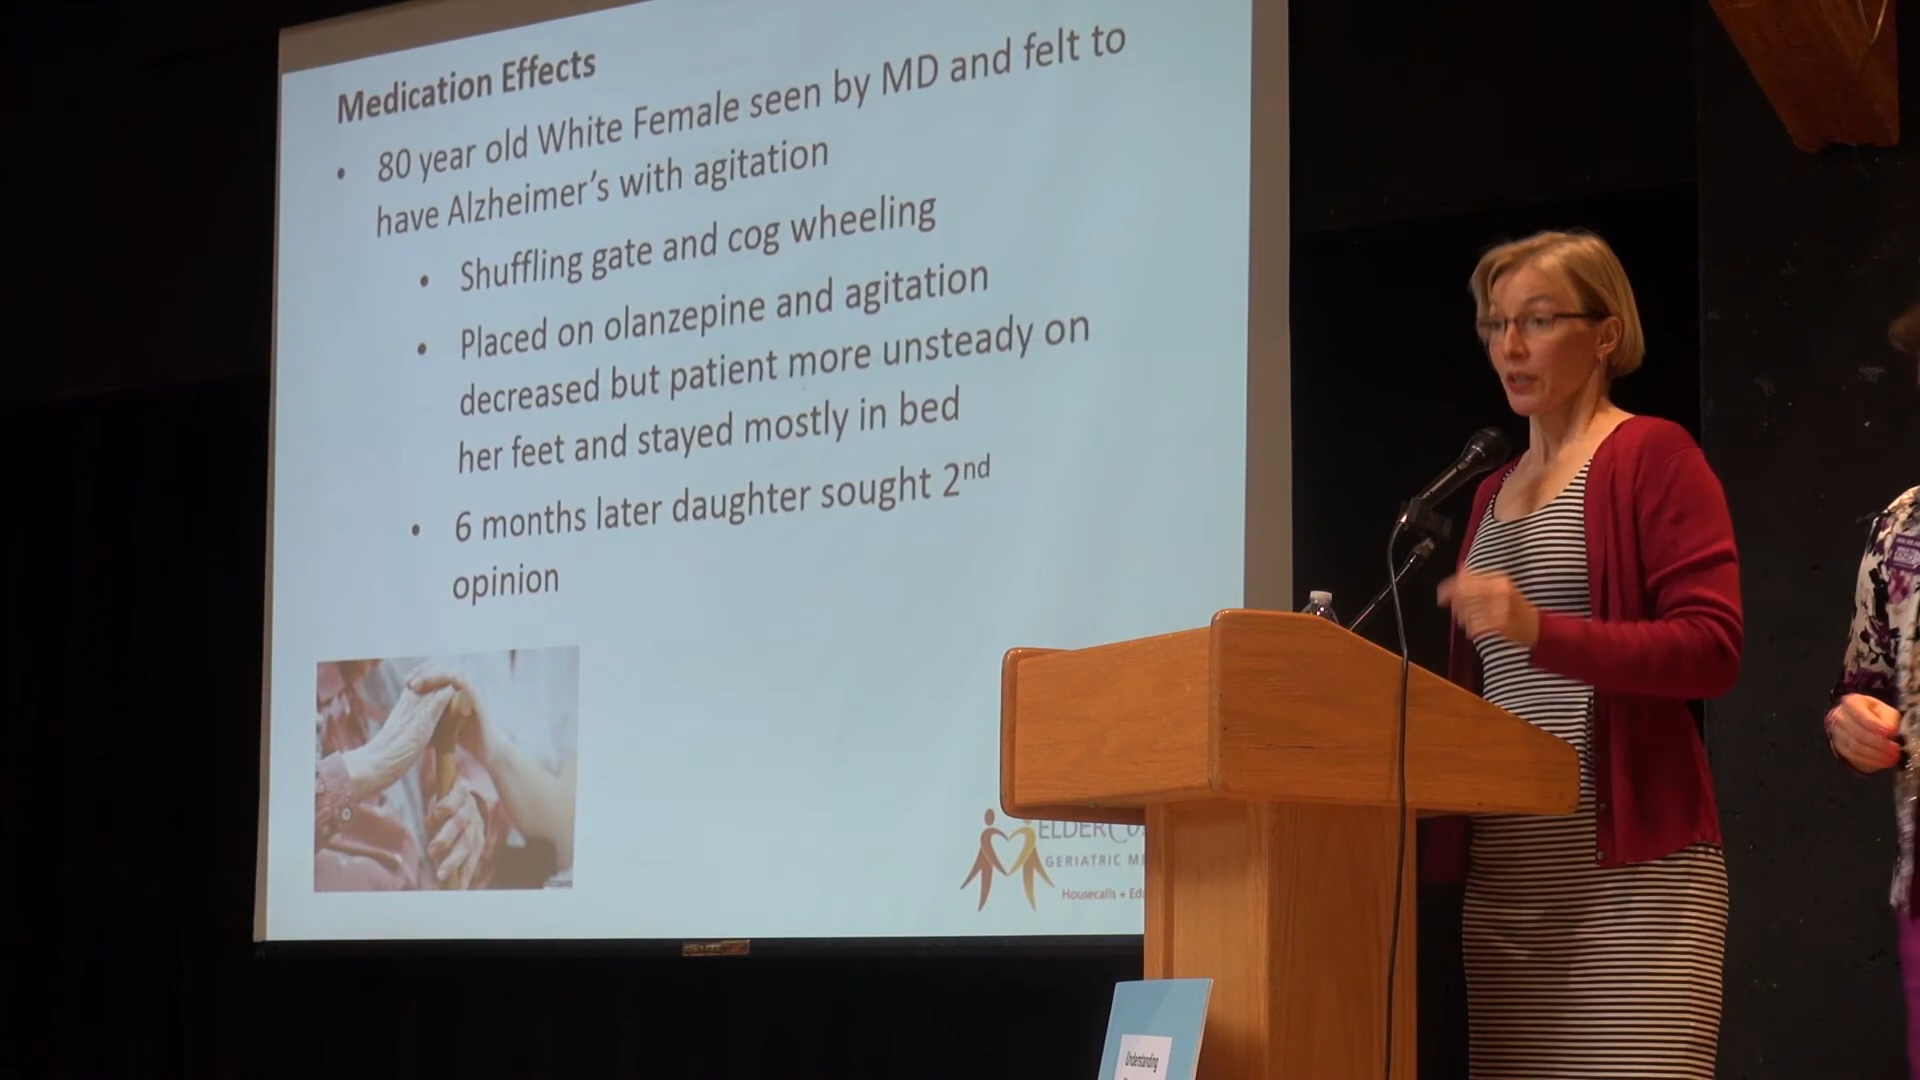 Medication Effects
• 80 year old White Female seen by MD and felt to
have Alzheimer's with agitation
• Shuffling gate and cog wheeling
• Placed on olanzepine and agitation
decreased but patient more unsteady on
her feet and stayed mostly in bed
• 6 months later daughter sought 2nd
opinion
GERIATRIC
Housecalls +
Understanding